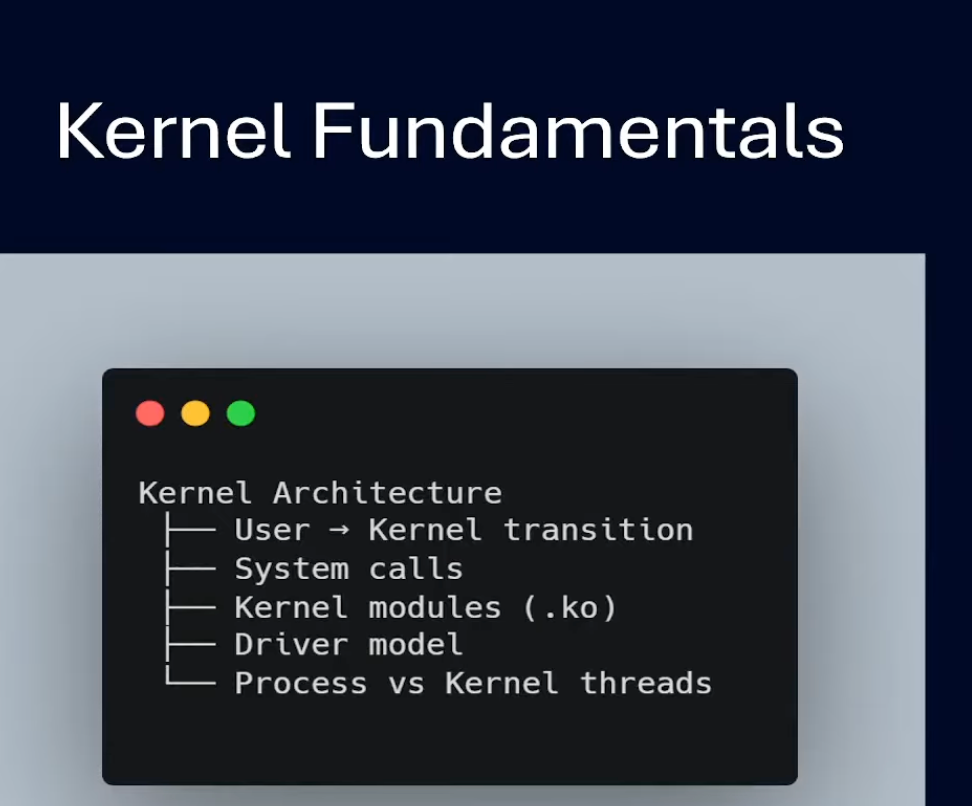 Kernel Fundamentals
Kernel Architecture
├── User → Kernel transition
├── System calls
├── Kernel modules (.ko)
├── Driver model
└── Process vs Kernel threads